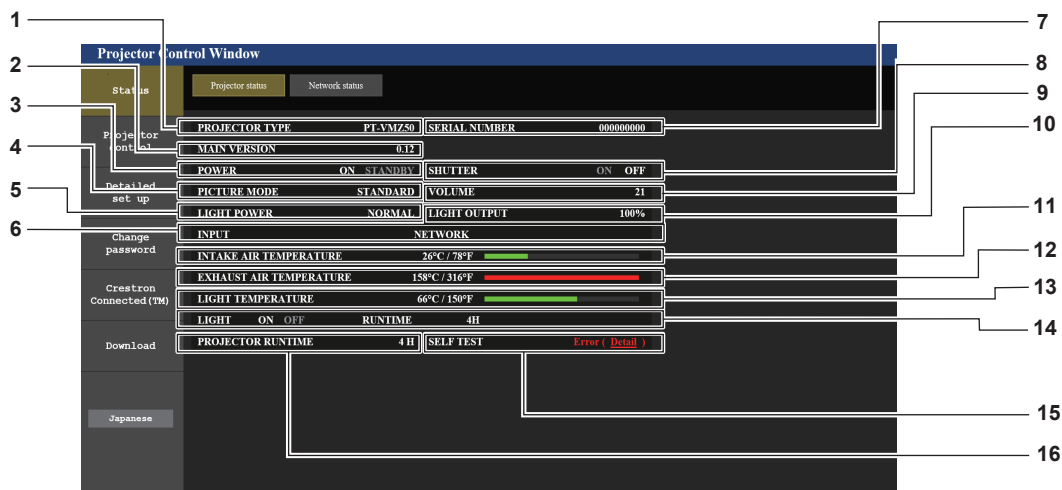 1
2
3
4
5
6
7
8
9
10
11
12
13
14
15
16
Projector Control Window
Status
Projector control
Detailed set up
Change password
Crestron Connected(TM)
Download
Japanese
Projector status Network status
PROJECTOR TYPE PT-VMZ50 SERIAL NUMBER 000000000
MAIN VERSION 0.12
POWER ON STANDBY SHUTTER ON OFF
PICTURE MODE STANDARD VOLUME 21
LIGHT POWER NORMAL LIGHT OUTPUT 100%
INPUT NETWORK
INTAKE AIR TEMPERATURE 26°C / 78°F
EXHAUST AIR TEMPERATURE 158°C / 316°F
LIGHT TEMPERATURE 66°C / 150°F
LIGHT ON OFF RUNTIME 4H
PROJECTOR RUNTIME 4 H SELF TEST Error ( Detail )